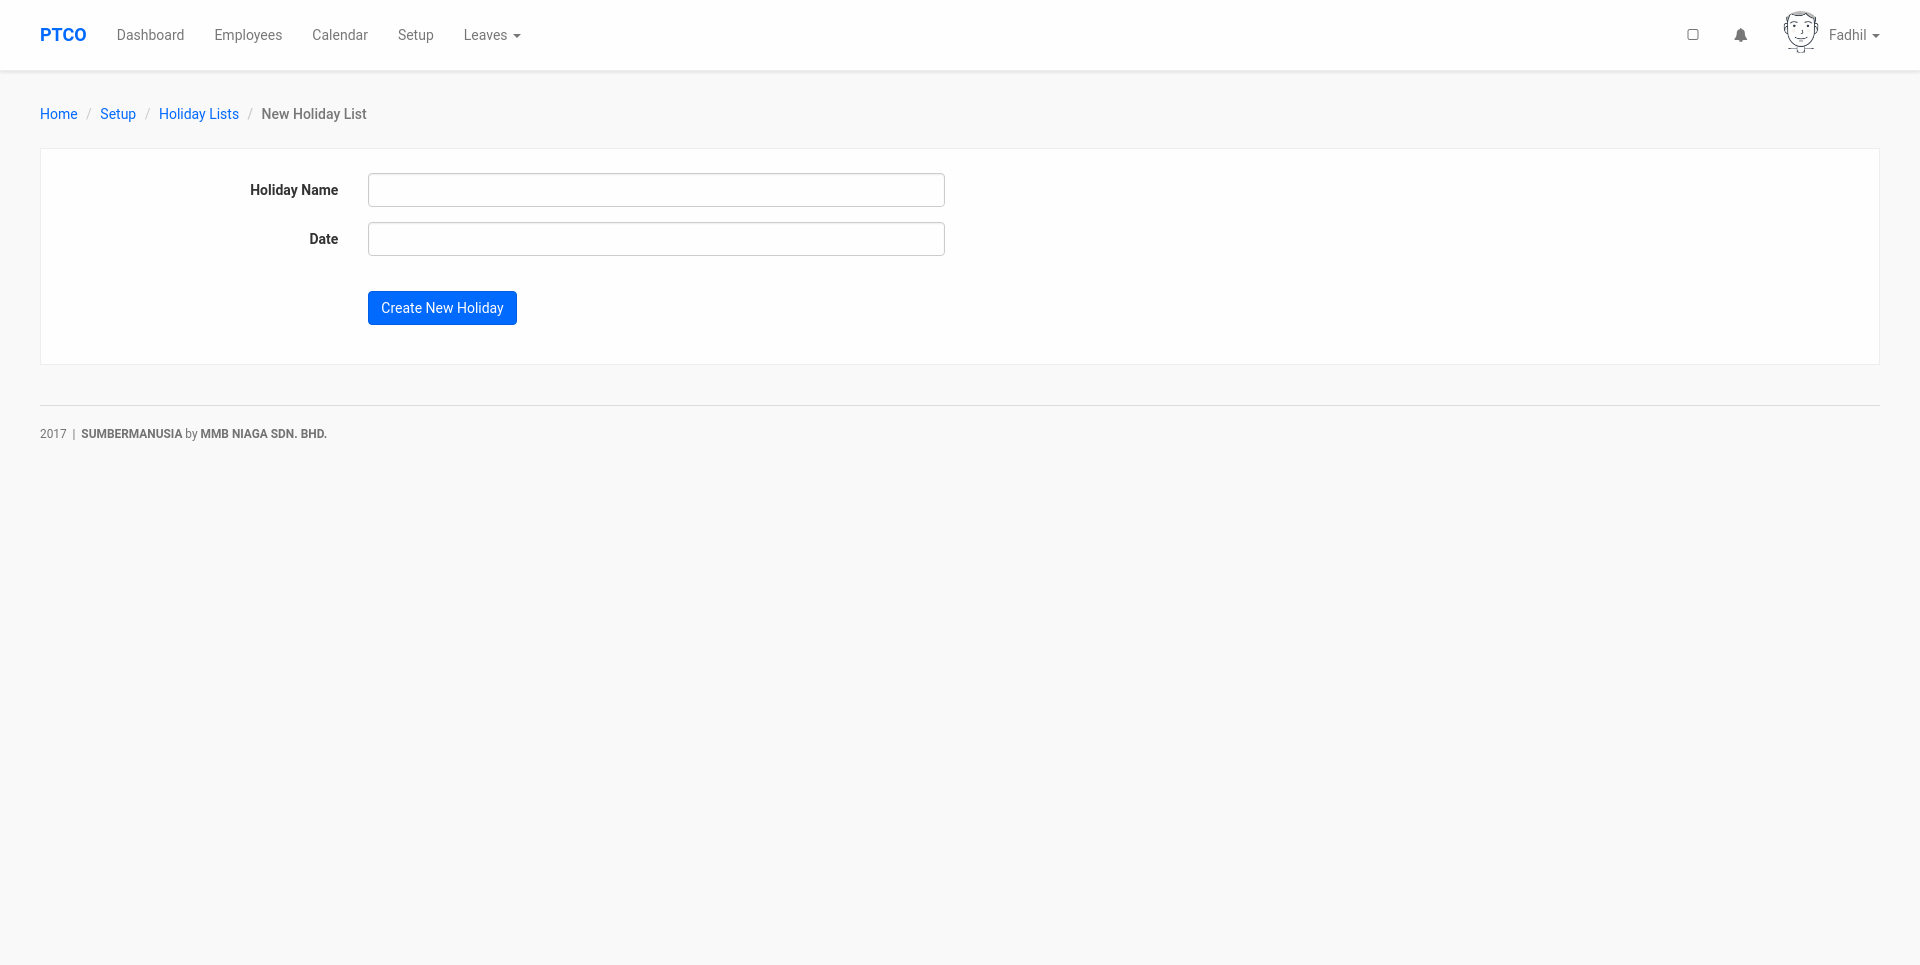 PTCO Dashboard Employees Calendar Setup Leaves Fadhil
Home / Setup / Holiday Lists / New Holiday List
Holiday Name
Date
Create New Holiday
2017 | SUMBERMANUSIA by MMB NIAGA SDN. BHD.